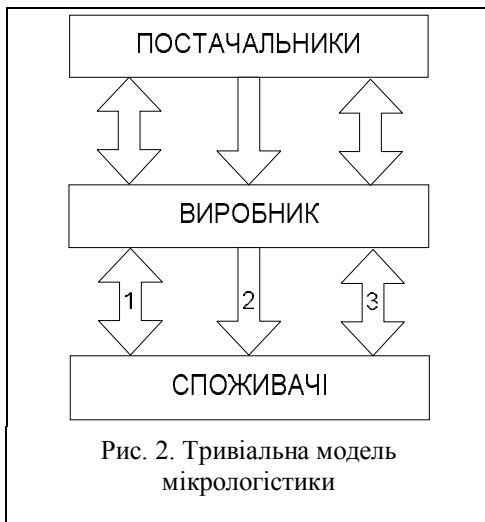 ПОСТАЧАЛЬНИКИ
ВИРОБНИК
1 2 3
СПОЖИВАЧІ
Рис. 2. Тривіальна модель
мікрологістики